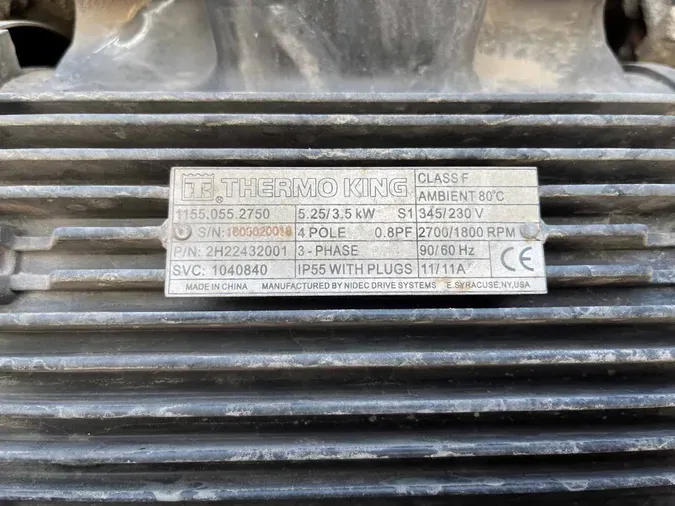 TK ® THERMO KING CLASS F
AMBIENT 80°C
1155.055.2750 5.25/3.5 kW S1 345/230 V
S/N: 4 POLE 0.8PF 2700/1800 RPM
P/N: 2H22432001 3-PHASE 90/60 Hz
SVC: 1040840 IP55 WITH PLUGS 11/11A CE
MADE IN CHINA MANUFACTURED BY NIDEC DRIVE SYSTEMS E.SYRACUSE,NY,USA